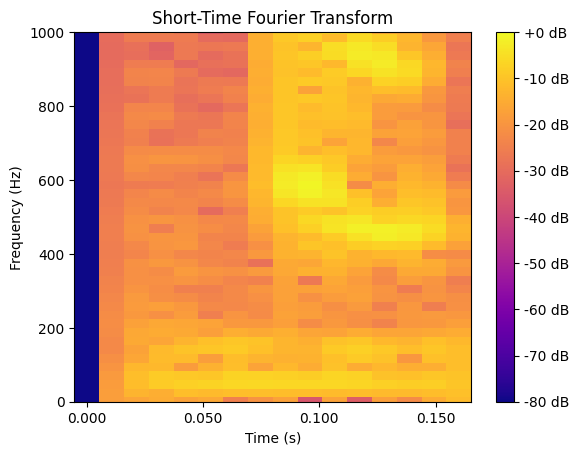 Short-Time Fourier Transform
1000
800
600
400
200
0
Frequency (Hz)
0.000
0.050
0.100
0.150
Time (s)
+0 dB
-10 dB
-20 dB
-30 dB
-40 dB
-50 dB
-60 dB
-70 dB
-80 dB